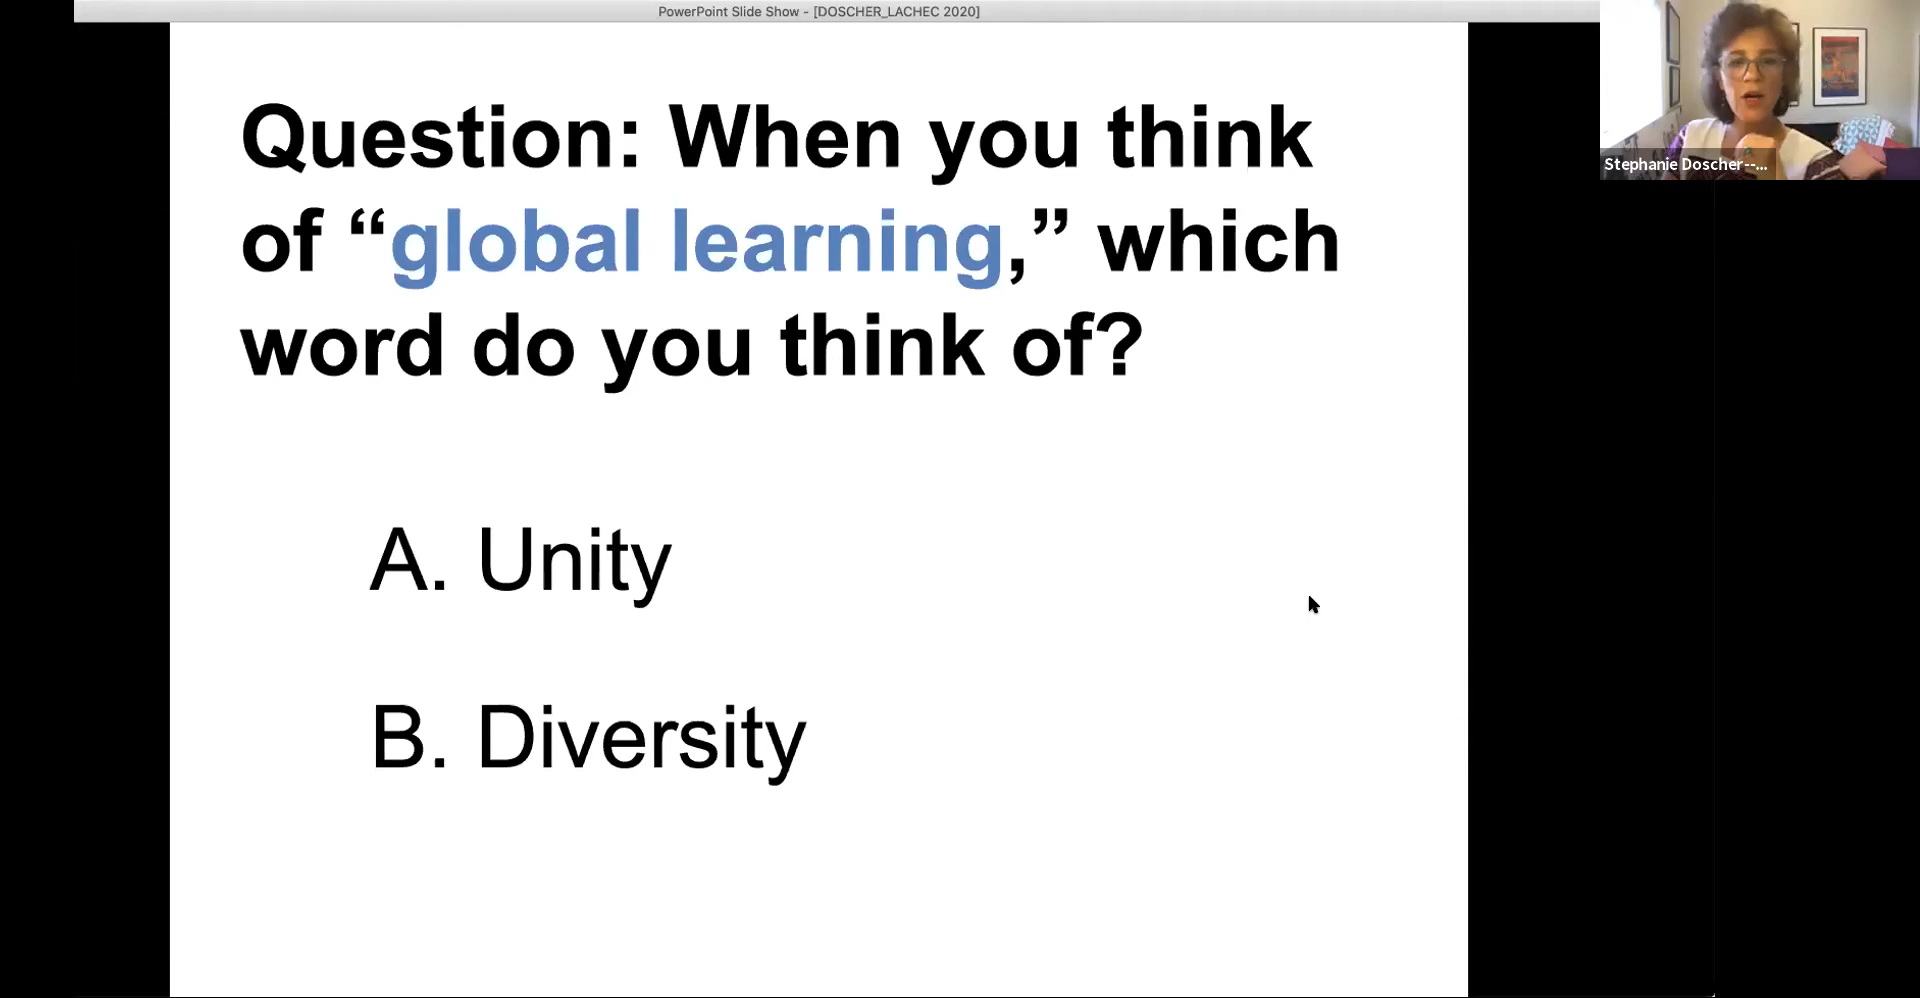 PowerPoint Slide Show - [DOSCHER_LACHEC 2020]
Question: When you think
of “global learning,” which
word do you think of?
A. Unity
B. Diversity
Stephanie Doscher--...